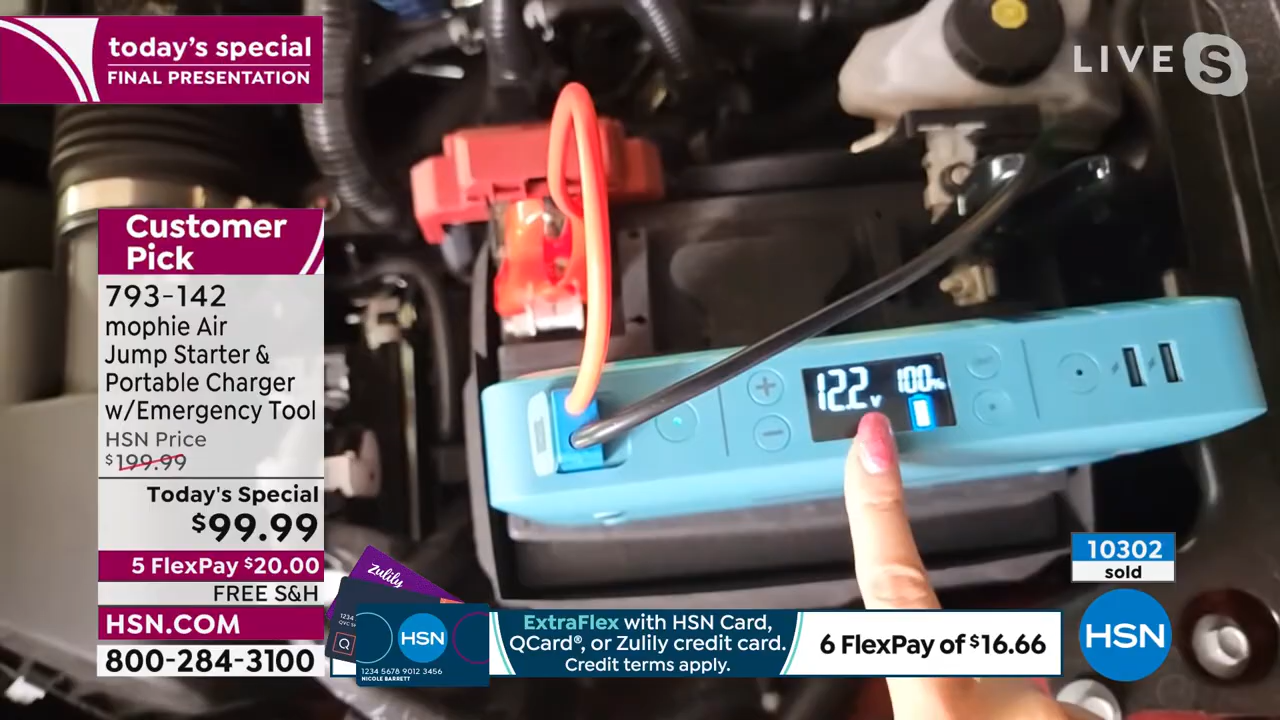 today's special
FINAL PRESENTATION
LIVE S
Customer
Pick
793-142
mophie Air
Jump Starter &
Portable Charger
w/Emergency Tool
HSN Price
$199.99
Today's Special
$99.99
5 FlexPay $20.00
FREE S&H
HSN.COM
800-284-3100
12.2 v 100%
10302
sold
HSN
Zulily
1234
Q
HSN
1234 5678 9012 3456
NICOLE BARRETT
ExtraFlex with HSN Card,
QCard®, or Zulily credit card.
Credit terms apply.
6 FlexPay of $16.66